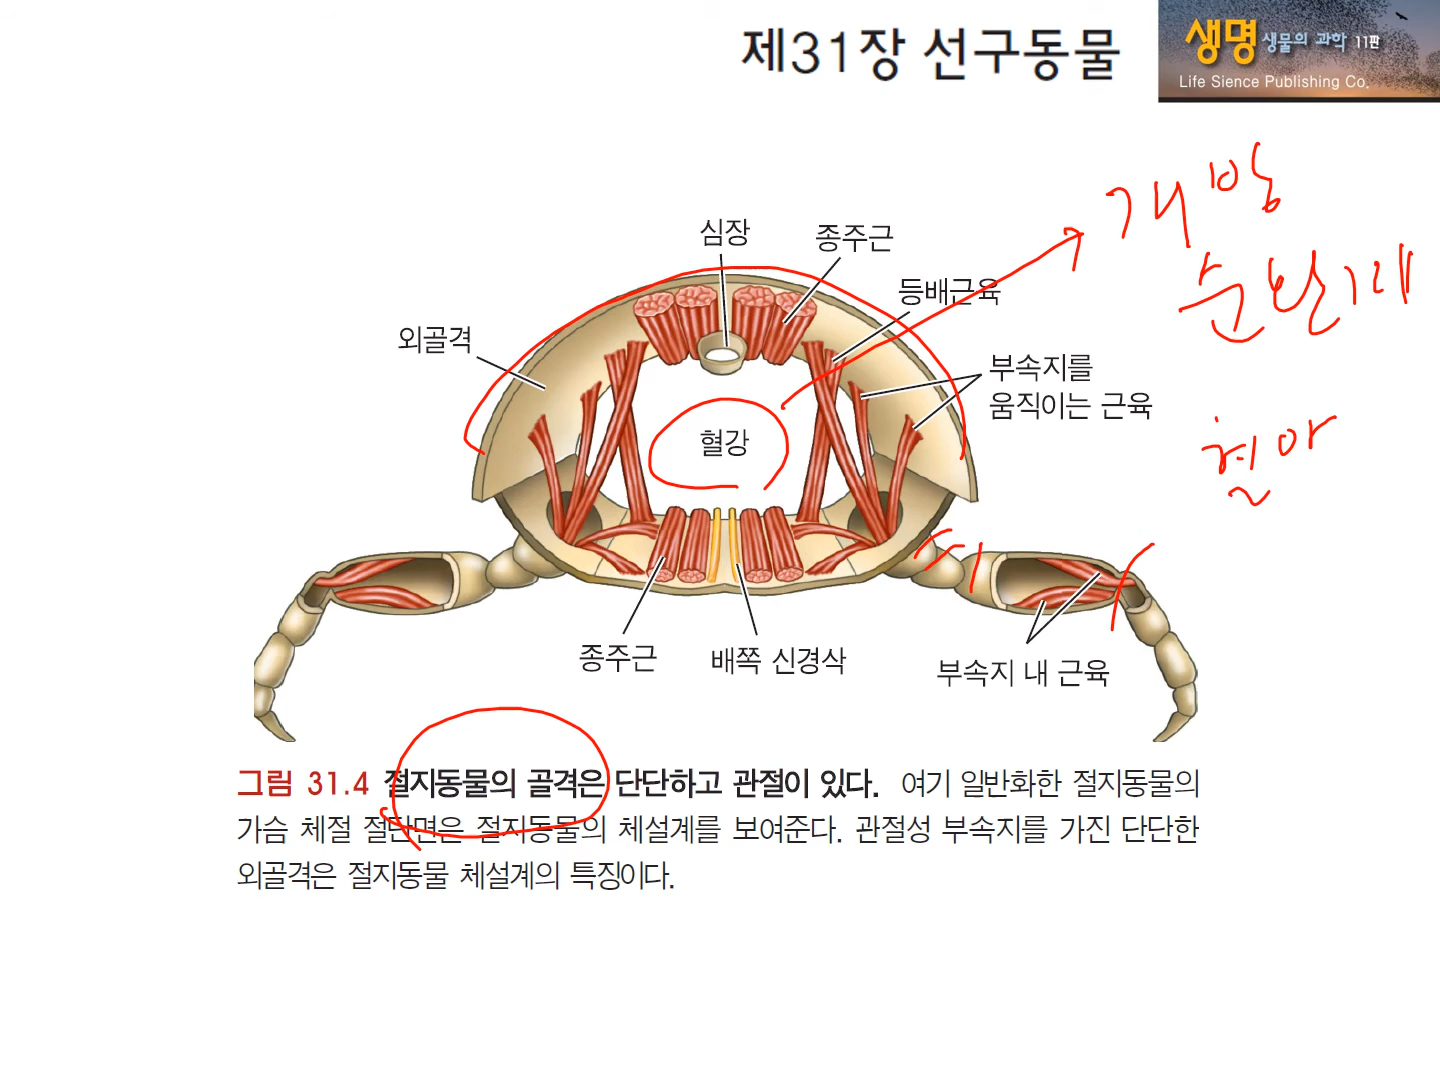 제31장 선구동물
생명 생물의 과학 11판
Life Sience Publishing Co.
개방
순환계
혈액
심장
종주근
등배근육
외골격
부속지를
움직이는 근육
혈강
종주근
배쪽 신경삭
부속지 내 근육
그림 31.4 절지동물의 골격은 단단하고 관절이 있다. 여기 일반화한 절지동물의
가슴 체절 절단면은 절지동물의 체설계를 보여준다. 관절성 부속지를 가진 단단한
외골격은 절지동물 체설계의 특징이다.